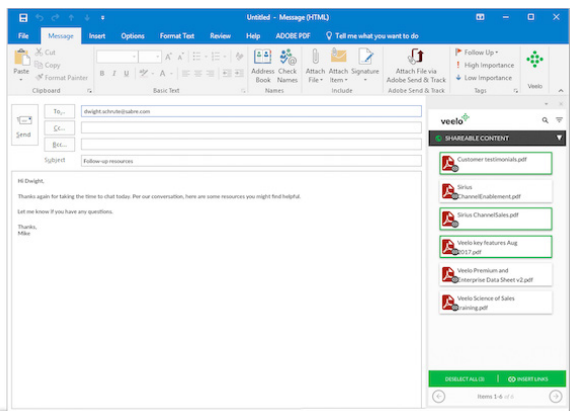 Untitled - Message (HTML)
File Message Insert Options Format Text Review Help ADOBE PDF Tell me what you want to do
Cut
Copy
Format Painter
Paste
B I U
Address Book
Check Names
Attach File
Attach Item
Signature
Attach File via Adobe Send & Track
Follow Up
High Importance
Low Importance
Veelo
Clipboard
Basic Text
Names
Include
Adobe Send & Track
Tags
Send
To...
dwight.schrute@sabre.com
Cc...
Bcc...
Subject
Follow-up resources
Hi Dwight,
Thanks again for taking the time to chat today. Per our conversation, here are some resources you might find helpful.
Let me know if you have any questions.
Thanks,
Mike
veelo
SHAREABLE CONTENT
Customer testimonials.pdf
Sirius
ChannelEnablement.pdf
Sirius ChannelSales.pdf
Veelo key features Aug
2017.pdf
Veelo Premium and
Enterprise Data Sheet v2.pdf
Veelo Science of Sales
Training.pdf
DESELECT ALL (3) INSERT LINKS
Items 1-6 of 6